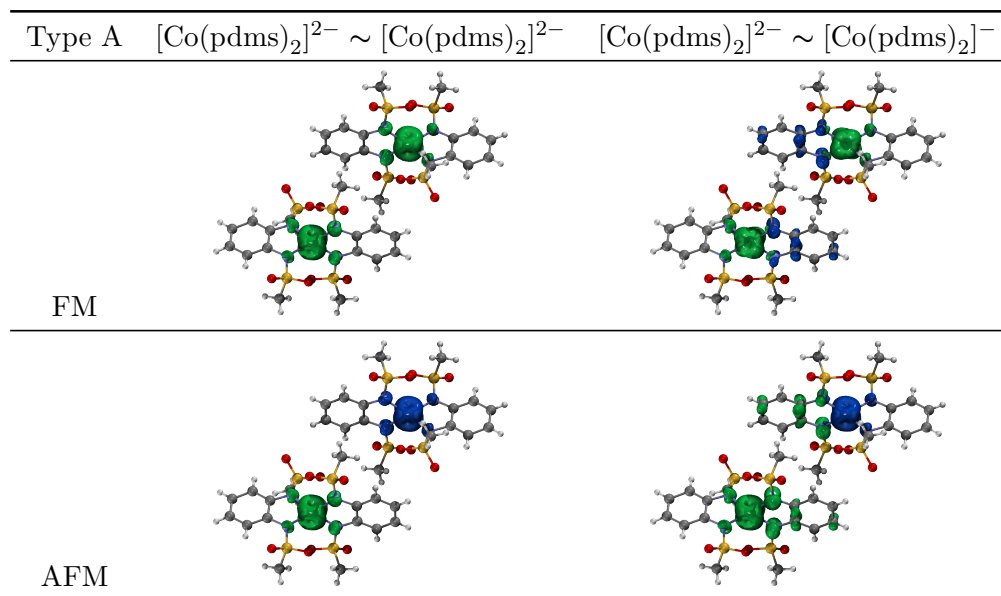 Type A [Co(pdms)₂]²⁻ ∼ [Co(pdms)₂]²⁻ [Co(pdms)₂]²⁻ ∼ [Co(pdms)₂]⁻
FM
AFM